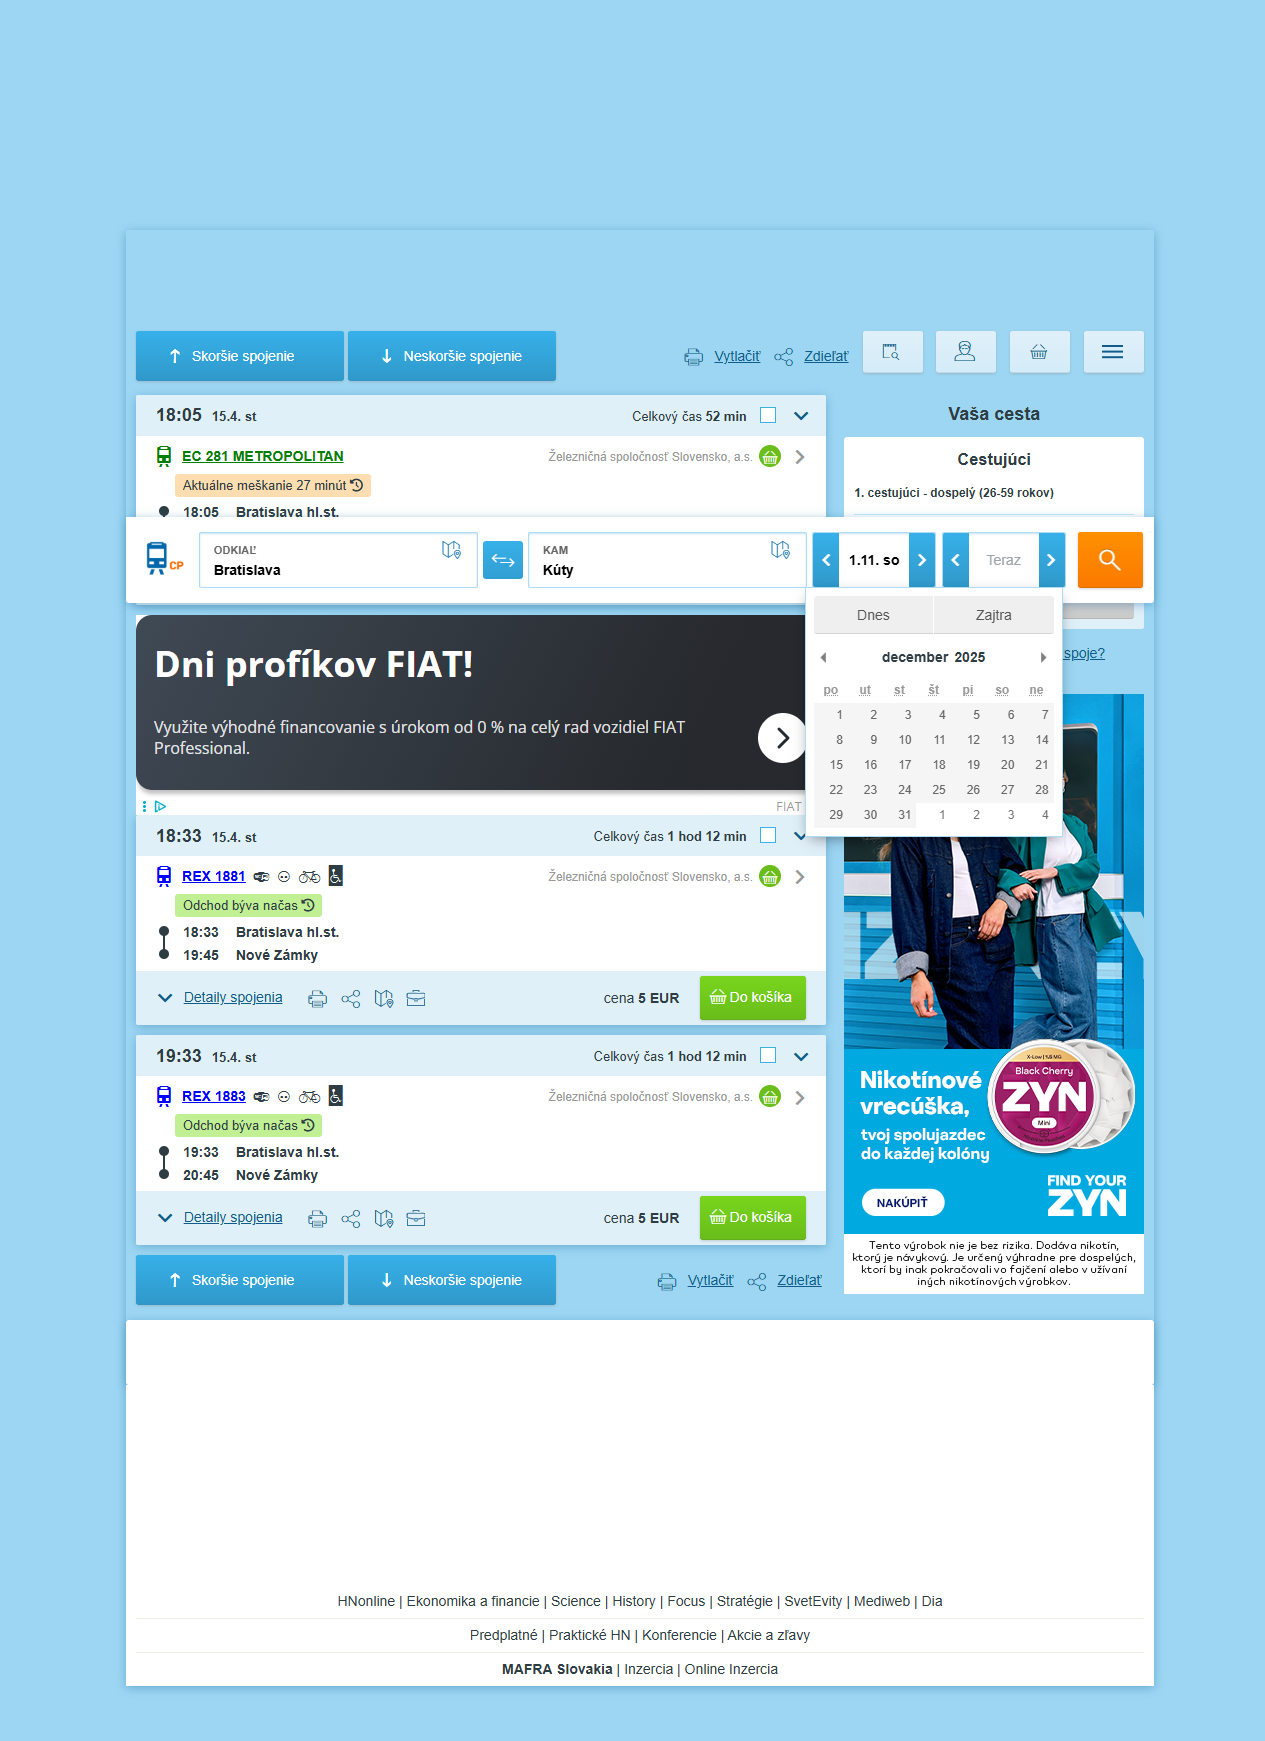 Skoršie spojenie
Neskoršie spojenie
Vytlačiť
Zdieľať
18:05 15.4. st
Celkový čas 52 min
EC 281 METROPOLITAN
Železničná spoločnosť Slovensko, a.s.
Aktuálne meškanie 27 minút
18:05 Bratislava hl.st.
Vaša cesta
Cestujúci
1. cestujúci - dospelý (26-59 rokov)
CP
ODKIAĽ
Bratislava
KAM
Kúty
1.11. so
Teraz
Dnes
Zajtra
december 2025
po ut st št pi so ne
1 2 3 4 5 6 7
8 9 10 11 12 13 14
15 16 17 18 19 20 21
22 23 24 25 26 27 28
29 30 31 1 2 3 4
spoje?
Dni profíkov FIAT!
Využite výhodné financovanie s úrokom od 0 % na celý rad vozidiel FIAT
Professional.
FIAT
18:33 15.4. st
Celkový čas 1 hod 12 min
REX 1881
Železničná spoločnosť Slovensko, a.s.
Odchod býva načas
18:33 Bratislava hl.st.
19:45 Nové Zámky
Detaily spojenia
cena 5 EUR
Do košíka
19:33 15.4. st
Celkový čas 1 hod 12 min
REX 1883
Železničná spoločnosť Slovensko, a.s.
Odchod býva načas
19:33 Bratislava hl.st.
20:45 Nové Zámky
Detaily spojenia
cena 5 EUR
Do košíka
Skoršie spojenie
Neskoršie spojenie
Vytlačiť
Zdieľať
Nikotínové
vrecúška,
tvoj spolujazdec
do každej kolóny
X-Low | 1,5 MG
Black Cherry
ZYN
Mini
NAKÚPIŤ
FIND YOUR
ZYN
Tento výrobok nie je bez rizika. Dodáva nikotín,
ktorý je návykový. Je určený výhradne pre dospelých,
ktorí by inak pokračovali vo fajčení alebo v užívaní
iných nikotínových výrobkov.
HNonline | Ekonomika a financie | Science | History | Focus | Stratégie | SvetEvity | Mediweb | Dia
Predplatné | Praktické HN | Konferencie | Akcie a zľavy
MAFRA Slovakia | Inzercia | Online Inzercia